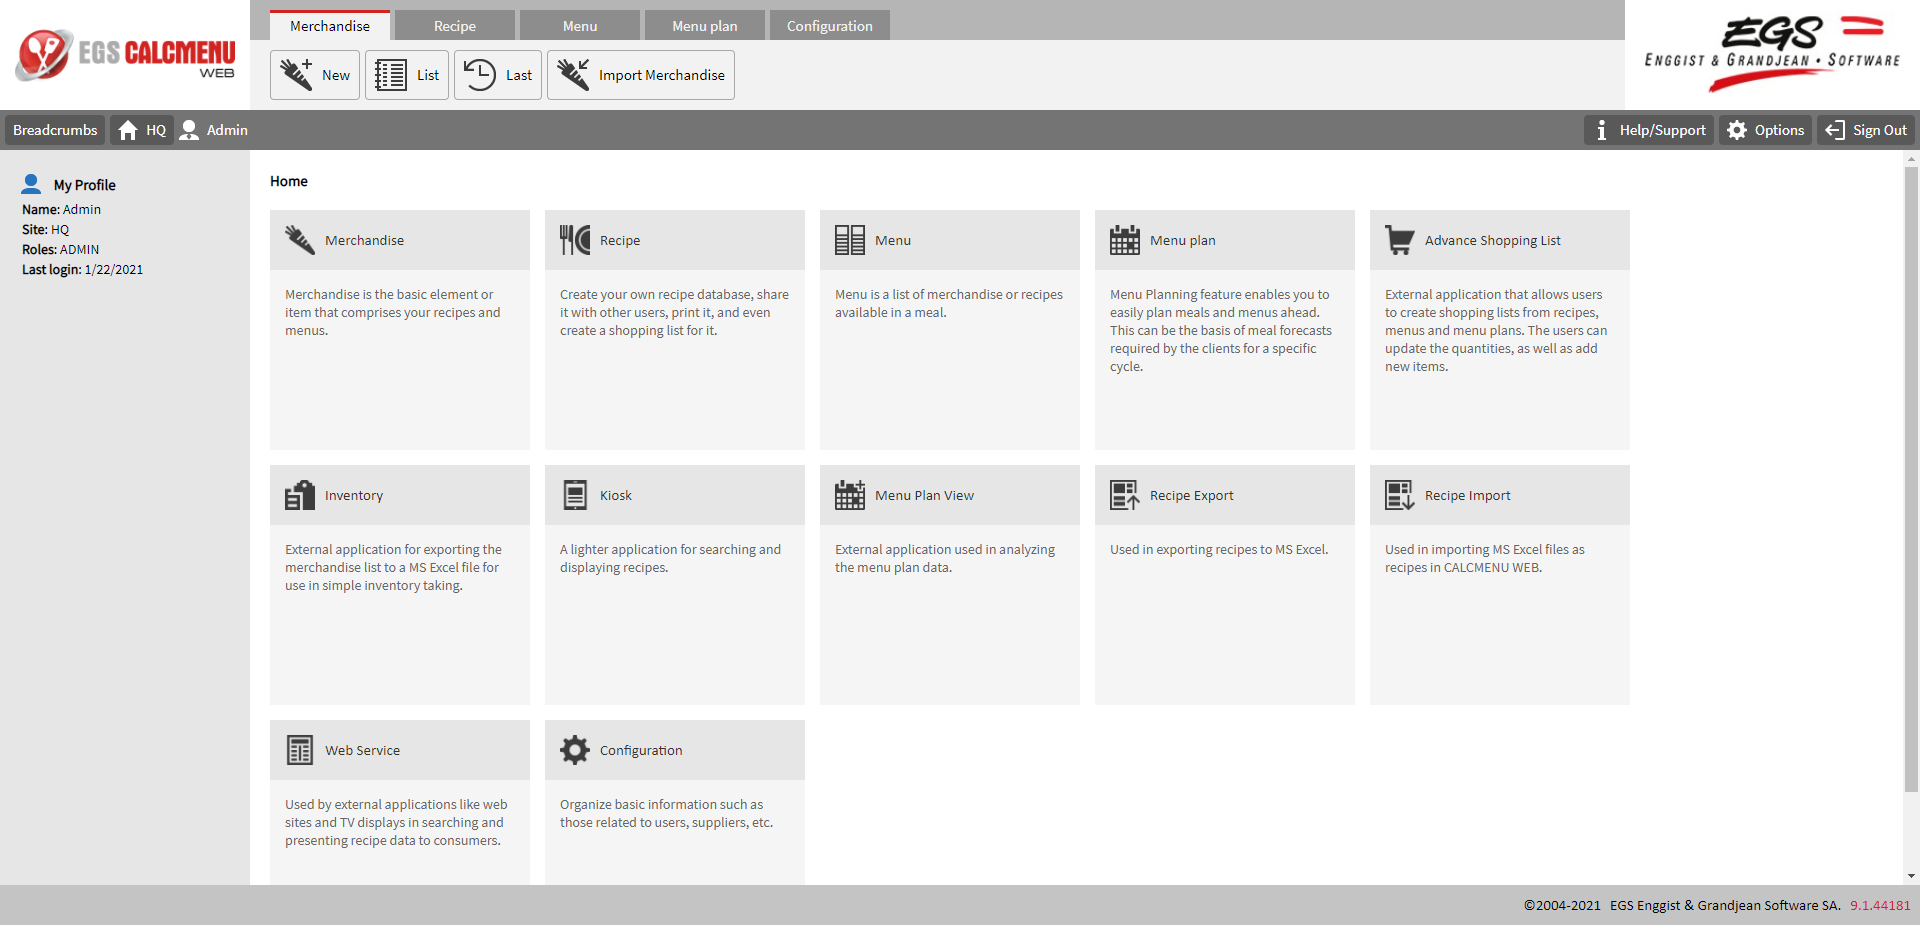 EGS CALCMENU
WEB
Merchandise
Recipe
Menu
Menu plan
Configuration
EGS
ENGGIST & GRANDJEAN • SOFTWARE
New
List
Last
Import Merchandise
Breadcrumbs
HQ
Admin
Help/Support
Options
Sign Out
My Profile
Name: Admin
Site: HQ
Roles: ADMIN
Last login: 1/22/2021
Home
Merchandise
Merchandise is the basic element or
item that comprises your recipes and
menus.
Recipe
Create your own recipe database, share
it with other users, print it, and even
create a shopping list for it.
Menu
Menu is a list of merchandise or recipes
available in a meal.
Menu plan
Menu Planning feature enables you to
easily plan meals and menus ahead.
This can be the basis of meal forecasts
required by the clients for a specific
cycle.
Advance Shopping List
External application that allows users
to create shopping lists from recipes,
menus and menu plans. The users can
update the quantities, as well as add
new items.
Inventory
External application for exporting the
merchandise list to a MS Excel file for
use in simple inventory taking.
Kiosk
A lighter application for searching and
displaying recipes.
Menu Plan View
External application used in analyzing
the menu plan data.
Recipe Export
Used in exporting recipes to MS Excel.
Recipe Import
Used in importing MS Excel files as
recipes in CALCMENU WEB.
Web Service
Used by external applications like web
sites and TV displays in searching and
presenting recipe data to consumers.
Configuration
Organize basic information such as
those related to users, suppliers, etc.
©2004-2021 EGS Enggist & Grandjean Software SA. 9.1.44181